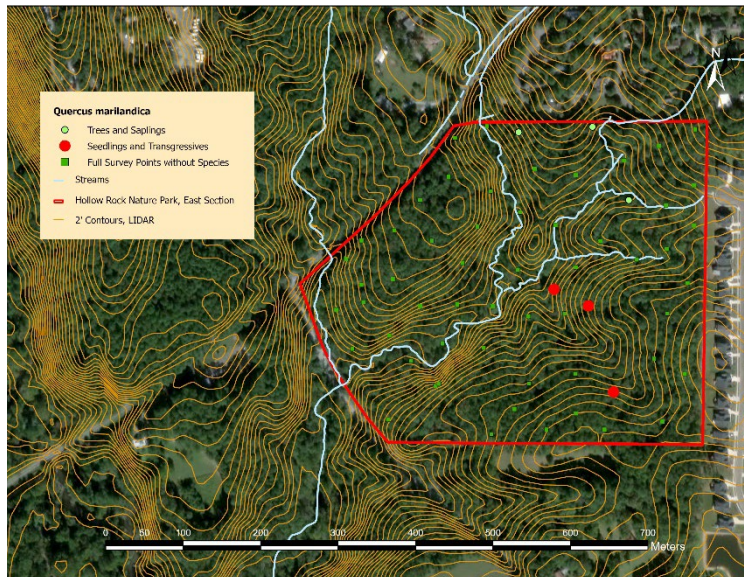 N
Quercus marilandica
Trees and Saplings
Seedlings and Transgressives
Full Survey Points without Species
Streams
Hollow Rock Nature Park, East Section
2' Contours, LIDAR
0 50 100 200 300 400 500 600 700
Meters